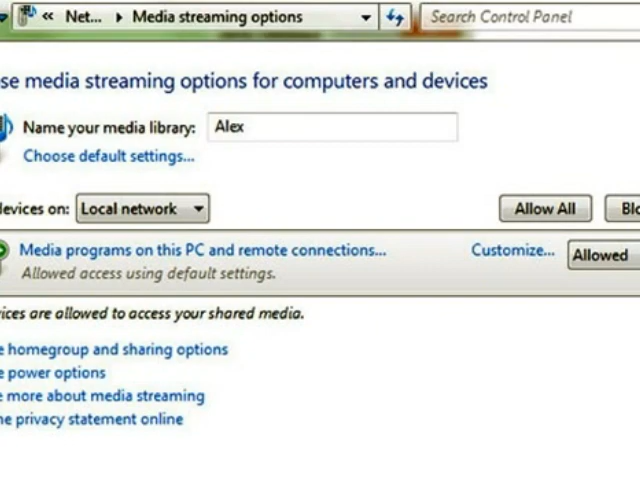 « Net... ▸ Media streaming options Search Control Panel
se media streaming options for computers and devices
Name your media library: Alex
Choose default settings...
devices on: Local network Allow All Blo
Media programs on this PC and remote connections... Customize... Allowed
Allowed access using default settings.
ices are allowed to access your shared media.
e homegroup and sharing options
e power options
e more about media streaming
he privacy statement online